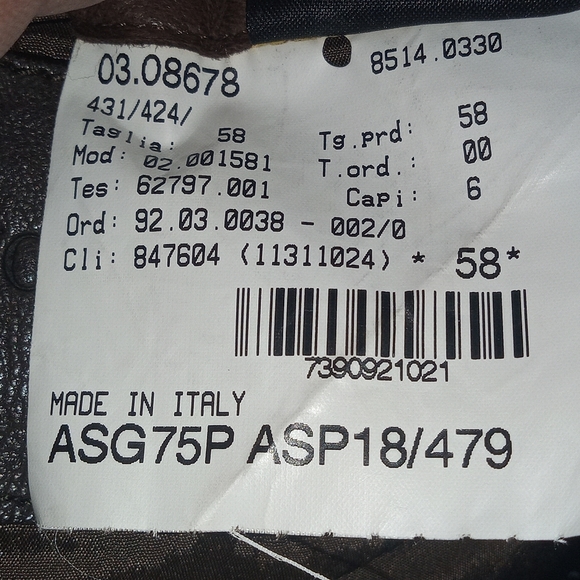 03.08678 8514.0330
431/424/
Taglia: 58 Tg.prd: 58
Mod: 02.001581 T.ord.: 00
Tes: 62797.001 Capi: 6
Ord: 92.03.0038 - 002/0
Cli: 847604 (11311024) * 58*
7390921021
MADE IN ITALY
ASG75P ASP18/479